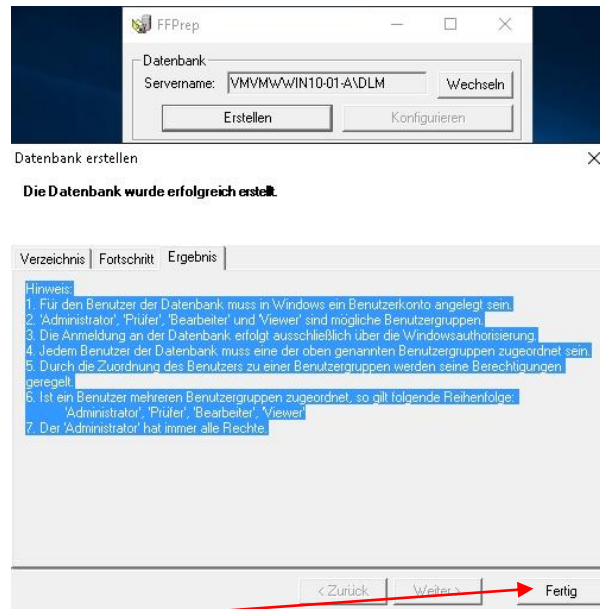 FFPrep
Datenbank
Servername: VMVMWWIN10-01-A\DLM Wechseln
Erstellen Konfigurieren
Datenbank erstellen
Die Datenbank wurde erfolgreich erstellt.
Verzeichnis Fortschritt Ergebnis
Hinweis:
1. Für den Benutzer der Datenbank muss in Windows ein Benutzerkonto angelegt sein.
2. 'Administrator', 'Prüfer', 'Bearbeiter' und 'Viewer' sind mögliche Benutzergruppen.
3. Die Anmeldung an der Datenbank erfolgt ausschließlich über die Windowsauthorisierung.
4. Jedem Benutzer der Datenbank muss eine der oben genannten Benutzergruppen zugeordnet sein.
5. Durch die Zuordnung des Benutzers zu einer Benutzergruppen werden seine Berechtigungen
geregelt.
6. Ist ein Benutzer mehreren Benutzergruppen zugeordnet, so gilt folgende Reihenfolge:
'Administrator', 'Prüfer', 'Bearbeiter', 'Viewer'
7. Der 'Administrator' hat immer alle Rechte.
< Zurück Weiter > Fertig